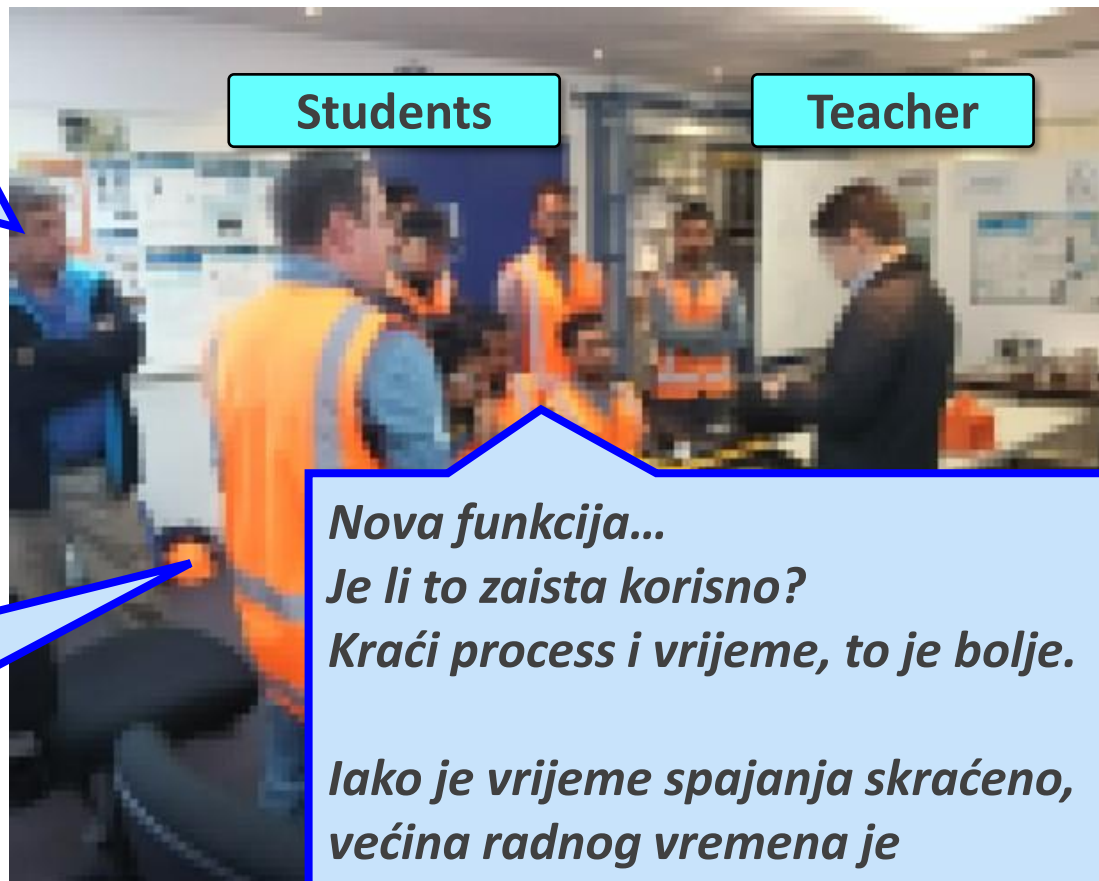 Students
Teacher
Nova funkcija...
Je li to zaista korisno?
Kraći process i vrijeme, to je bolje.
Iako je vrijeme spajanja skraćeno,
većina radnog vremena je